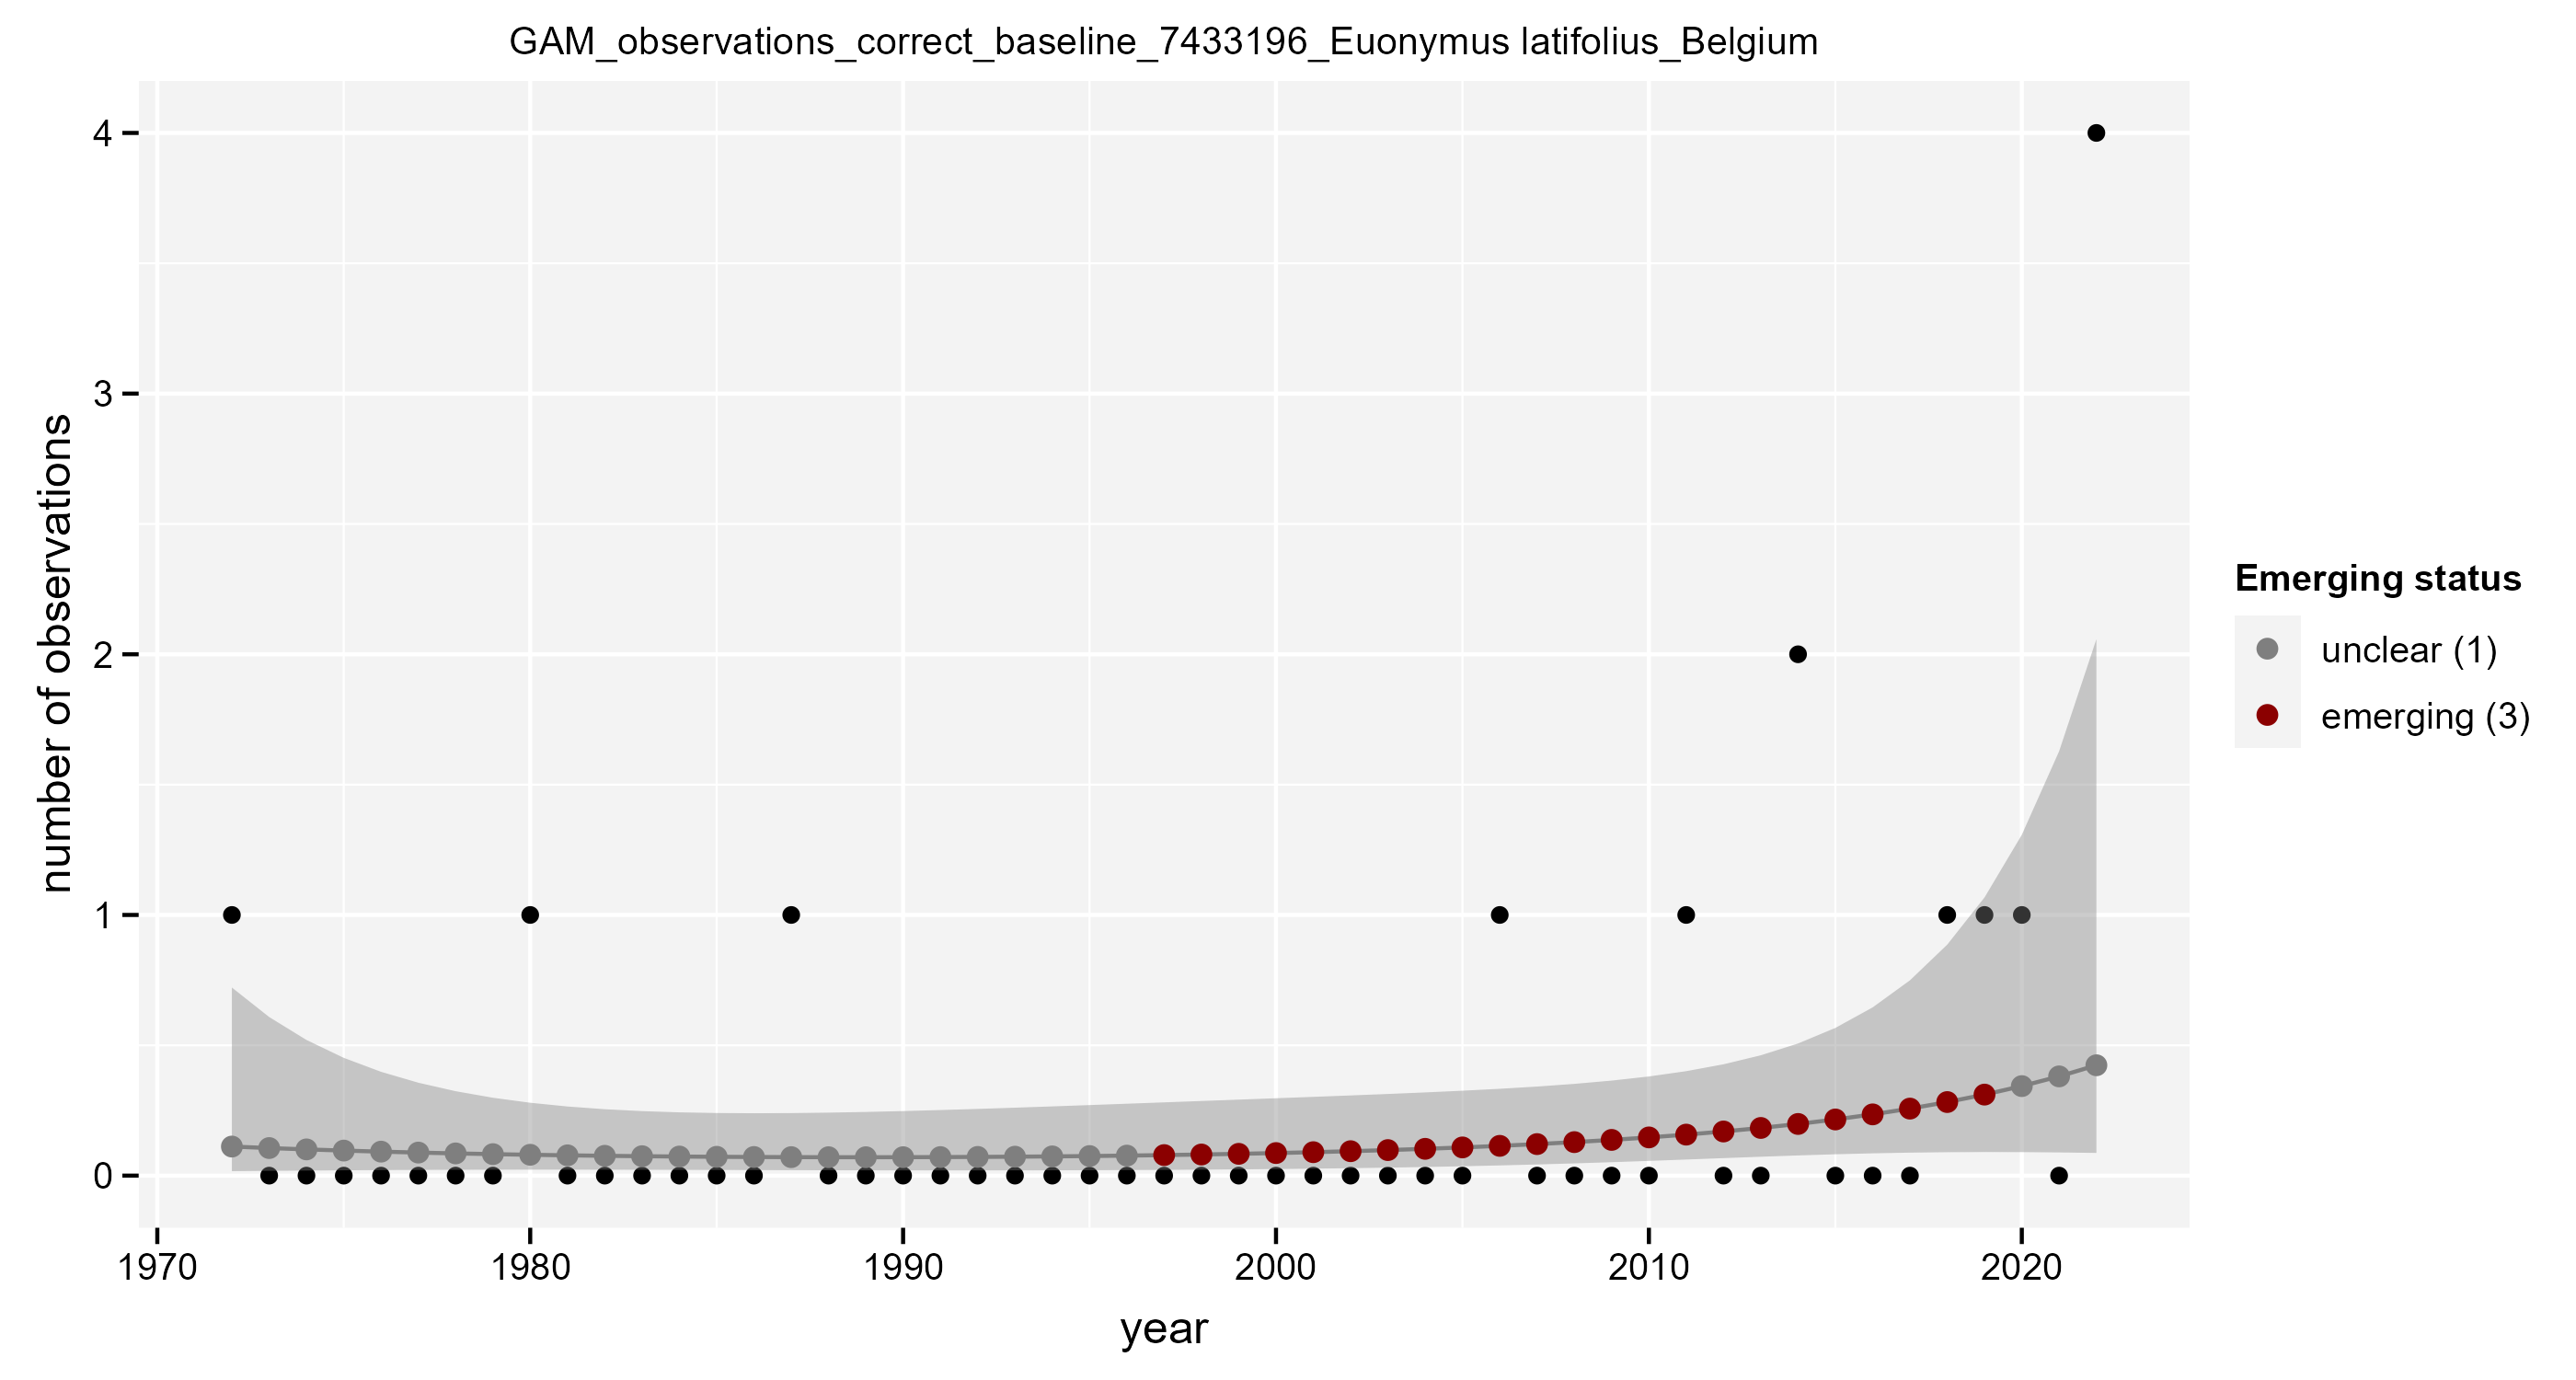 GAM_observations_correct_baseline_7433196_Euonymus latifolius_Belgium
number of observations
4
3
2
1
0
1970
1980
1990
2000
2010
2020
year
Emerging status
unclear (1)
emerging (3)